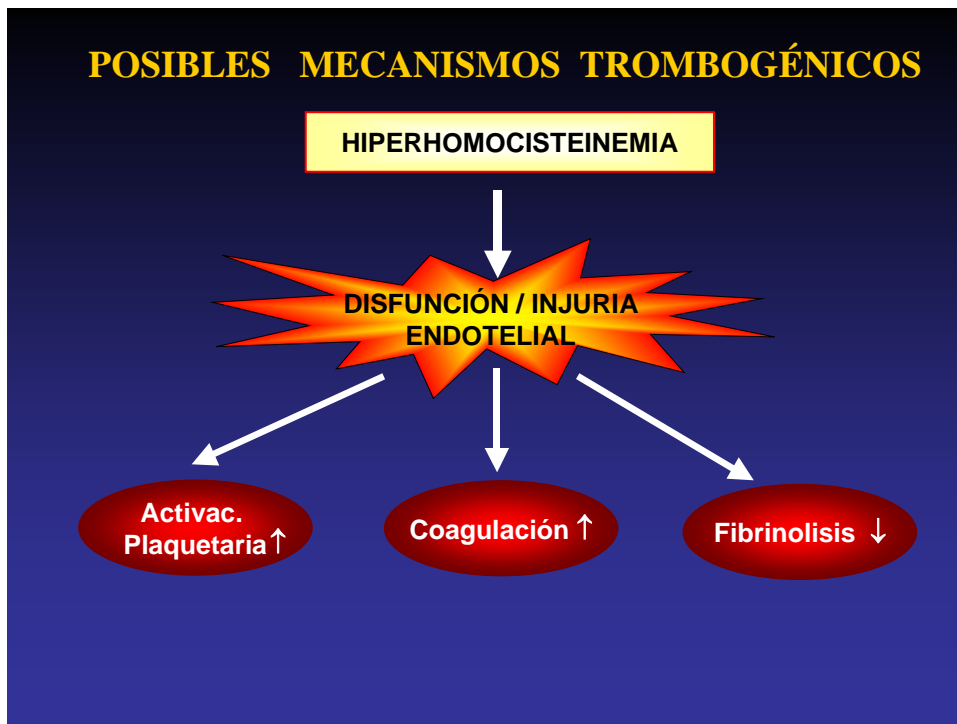 POSIBLES MECANISMOS TROMBOGÉNICOS
HIPERHOMOCISTEINEMIA
DISFUNCIÓN / INJURIA
ENDOTELIAL
Activac.
Plaquetaria ↑
Coagulación ↑
Fibrinolisis ↓